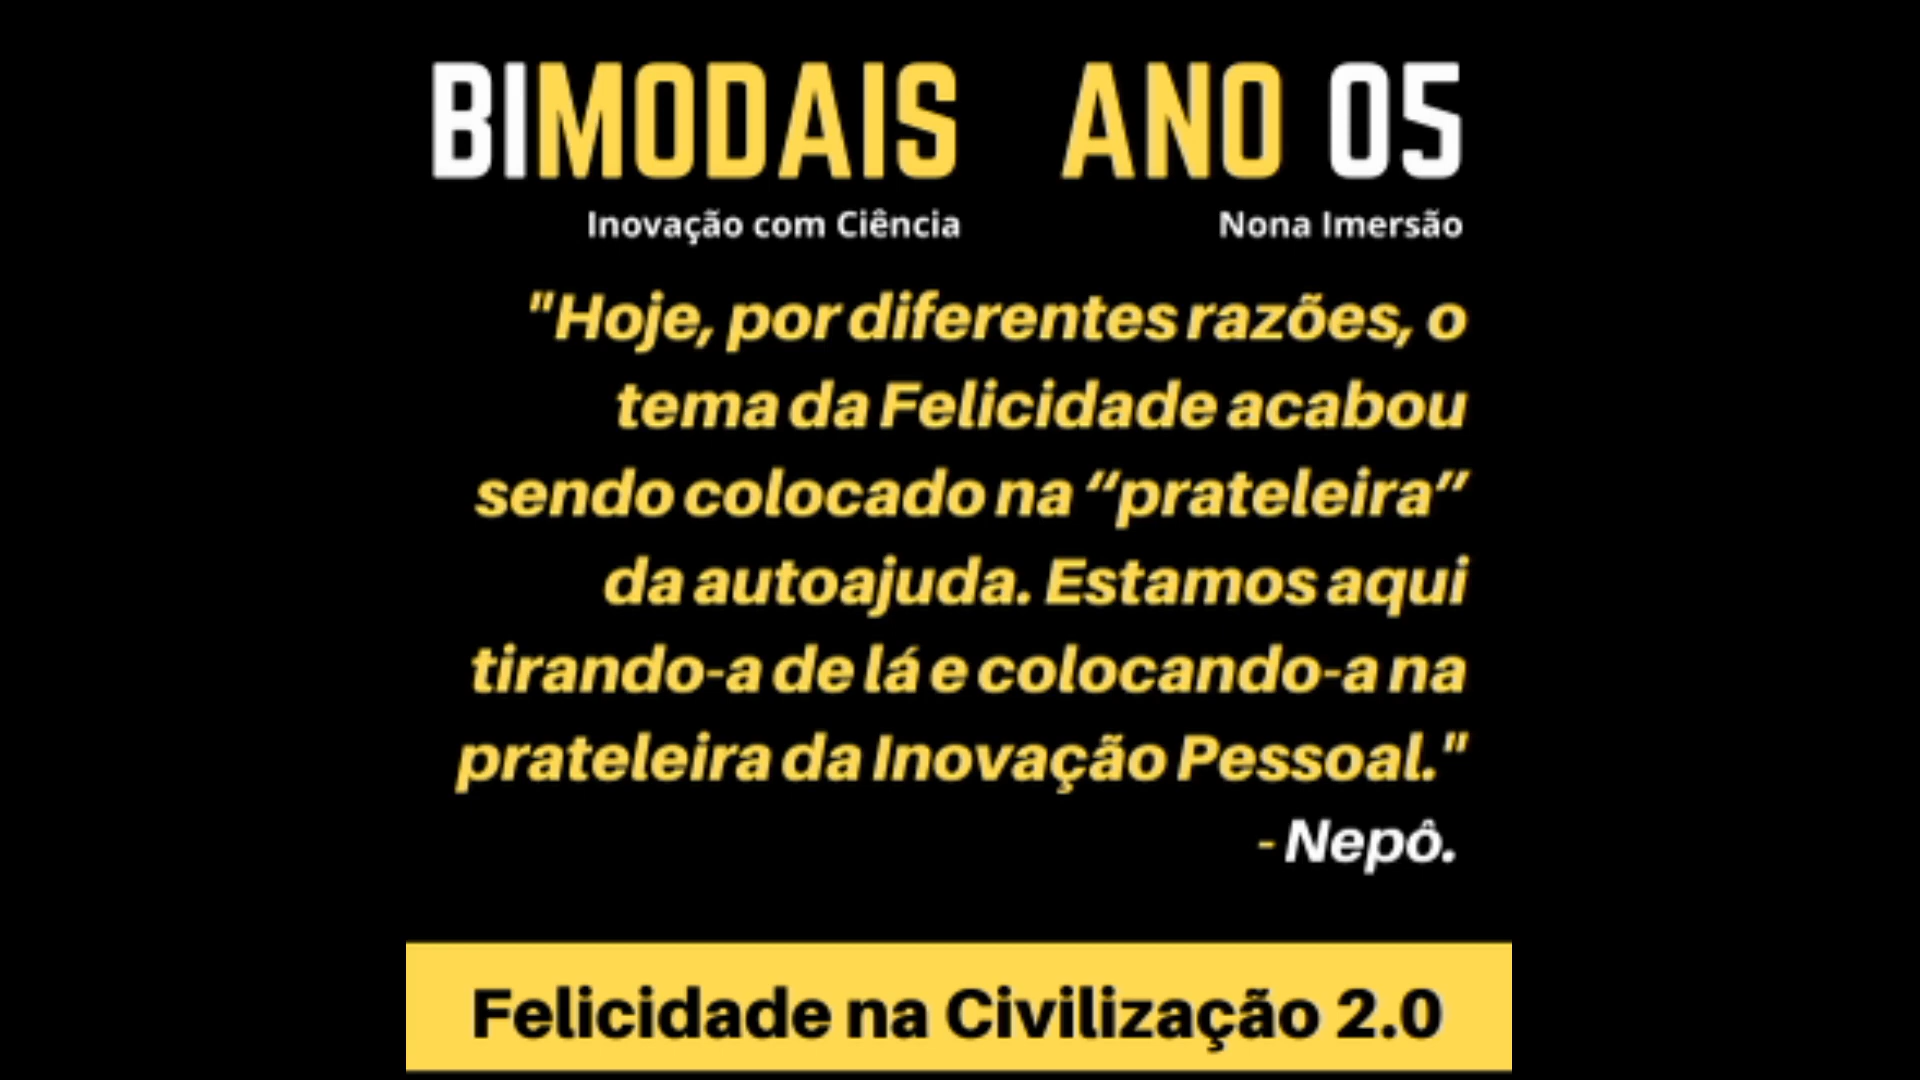 BIMODAIS ANO 05
Inovação com Ciência Nona Imersão
"Hoje, por diferentes razões, o
tema da Felicidade acabou
sendo colocado na “prateleira”
da autoajuda. Estamos aqui
tirando-a de lá e colocando-a na
prateleira da Inovação Pessoal."
- Nepô.
Felicidade na Civilização 2.0